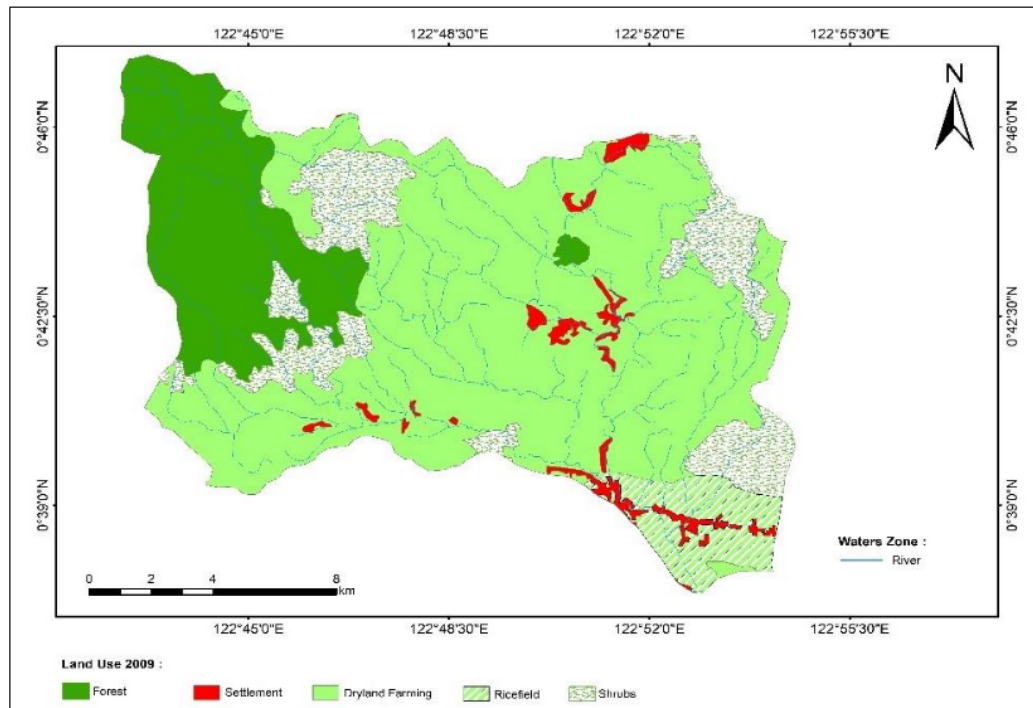 122°45'0"E 122°48'30"E 122°52'0"E 122°55'30"E
N
0°46'0"N 0°46'0"N
0°42'30"N 0°42'30"N
0°39'0"N 0°39'0"N
Waters Zone :
River
0 2 4 8
km
122°45'0"E 122°48'30"E 122°52'0"E 122°55'30"E
Land Use 2009 :
Forest Settlement Dryland Farming Ricefield Shrubs